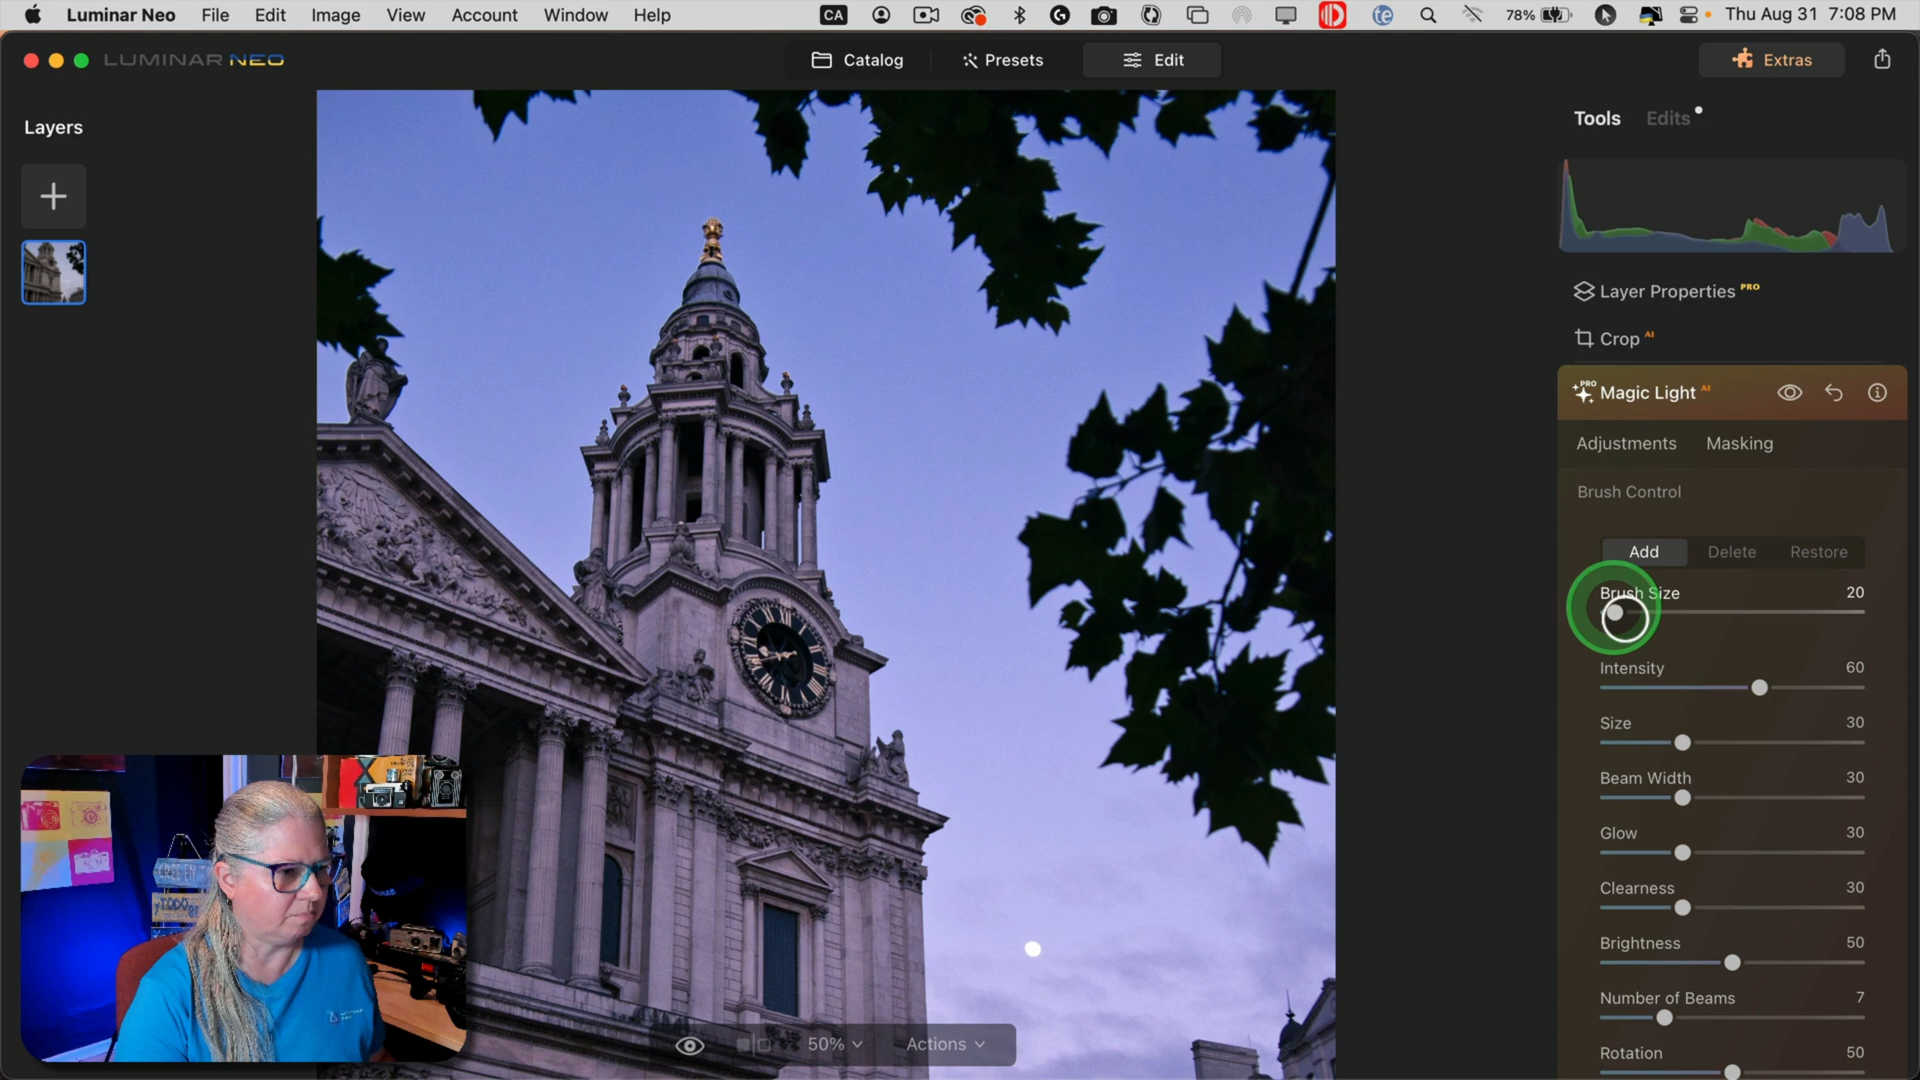 Luminar Neo File Edit Image View Account Window Help CA 78% Thu Aug 31 7:08 PM
LUMINAR NEO Catalog Presets Edit Extras
Layers
Tools Edits
Layer Properties PRO
Crop AI
PRO Magic Light AI
Adjustments Masking
Brush Control
Add Delete Restore
Brush Size 20
Intensity 60
Size 30
Beam Width 30
Glow 30
Clearness 30
Brightness 50
Number of Beams 7
Rotation 50
50% Actions